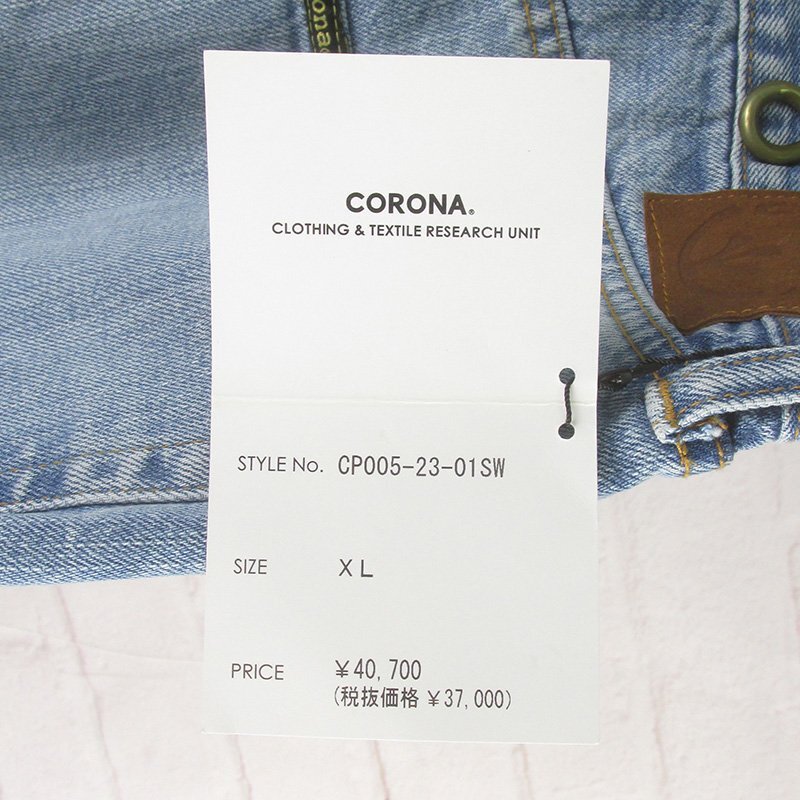 CORONA®
CLOTHING & TEXTILE RESEARCH UNIT
STYLE No. CP005-23-01SW
SIZE XL
PRICE ¥40,700
(税抜価格 ¥37,000)